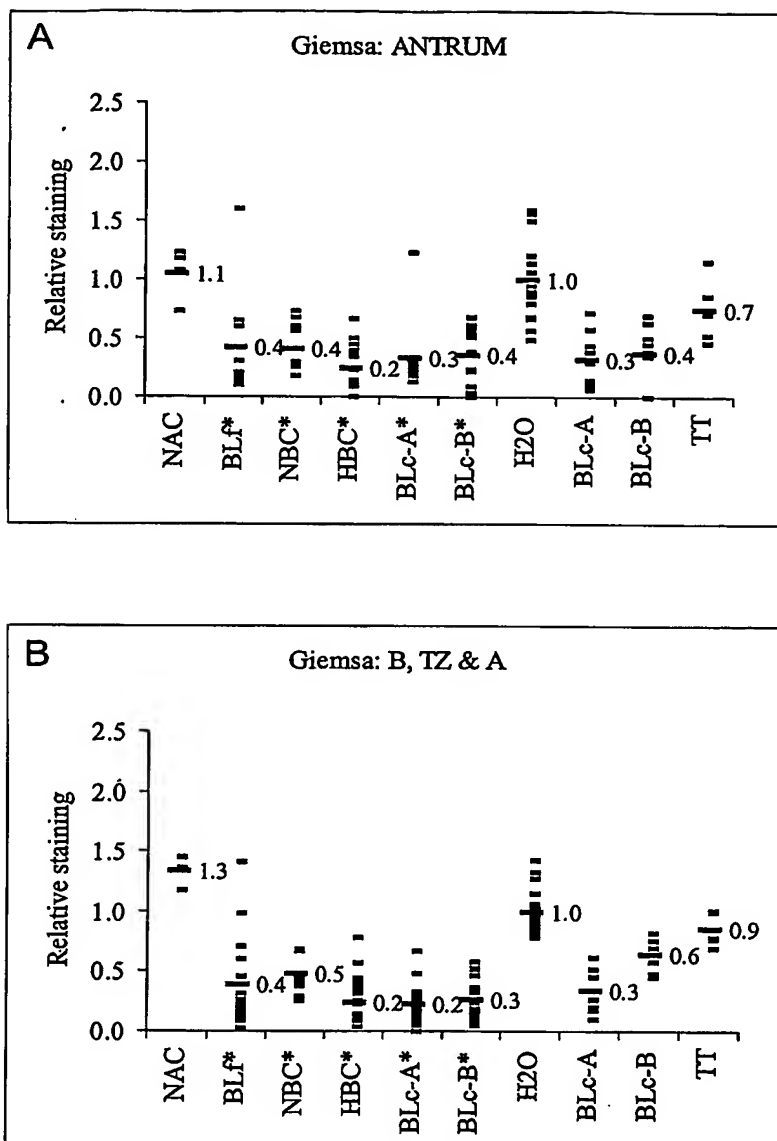 A
Giemsa: ANTRUM
Relative staining
2.5
2.0
1.5
1.0
0.5
0.0
1.1
0.4
0.4
0.2
0.3
0.4
1.0
0.3
0.4
0.7
NAC
BLf*
NBC*
HBC*
BLc-A*
BLc-B*
H2O
BLc-A
BLc-B
TT
B
Giemsa: B, TZ & A
Relative staining
2.5
2.0
1.5
1.0
0.5
0.0
1.3
0.4
0.5
0.2
0.2
0.3
1.0
0.3
0.6
0.9
NAC
BLf*
NBC*
HBC*
BLc-A*
BLc-B*
H2O
BLc-A
BLc-B
TT